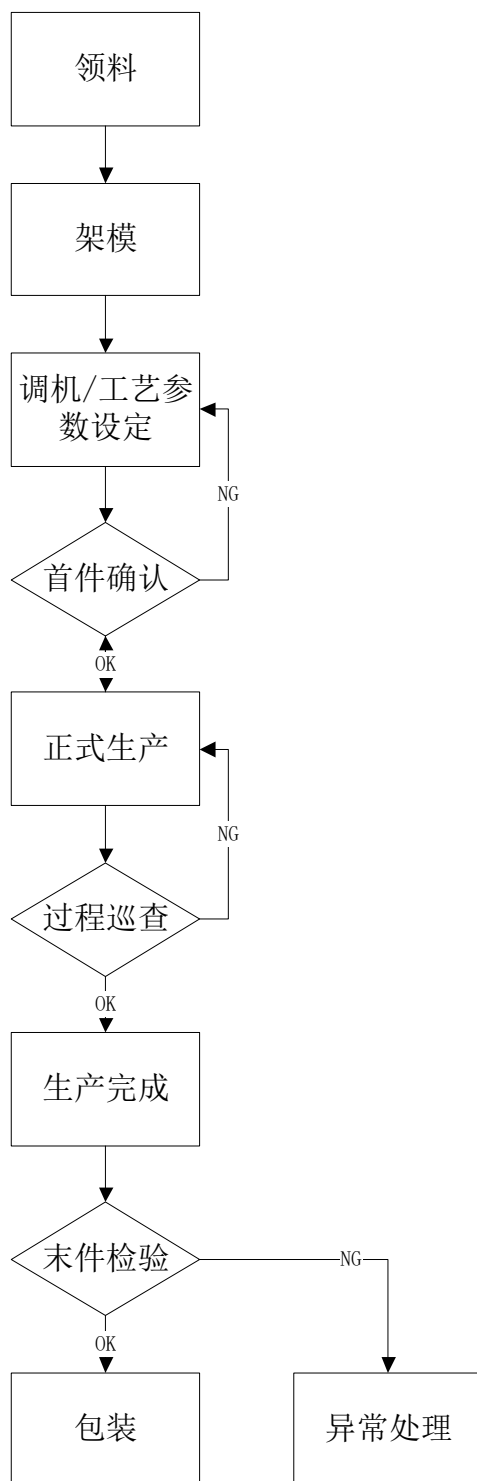 领料
架模
调机/工艺参
数设定
NG
首件确认
OK
正式生产
NG
过程巡查
OK
生产完成
末件检验
NG
OK
包装
异常处理